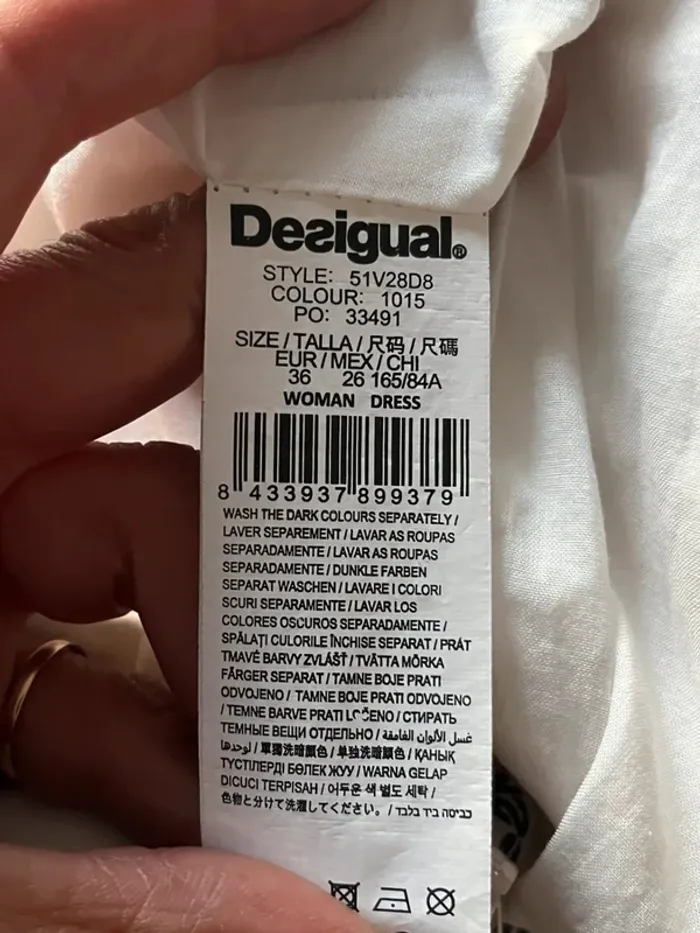 Desigual.®
STYLE: 51V28D8
COLOUR: 1015
PO: 33491
SIZE / TALLA / 尺码 / 尺碼
EUR / MEX / CHI
36 26 165/84A
WOMAN DRESS
8 433937 899379
WASH THE DARK COLOURS SEPARATELY /
LAVER SEPAREMENT / LAVAR AS ROUPAS
SEPARADAMENTE / LAVAR AS ROUPAS
SEPARADAMENTE / DUNKLE FARBEN
SEPARAT WASCHEN / LAVARE I COLORI
SCURI SEPARAMENTE / LAVAR LOS
COLORES OSCUROS SEPARADAMENTE /
SPĂLAȚI CULORILE ÎNCHISE SEPARAT / PRÁT
TMAVÉ BARVY ZVLÁŠŤ / TVÄTTA MÖRKA
FÄRGER SEPARAT / TAMNE BOJE PRATI
ODVOJENO / TAMNE BOJE PRATI ODVOJENO
/ TEMNE BARVE PRATI LOČENO / СТИРАТЬ
ТЕМНЫЕ ВЕЩИ ОТДЕЛЬНО / غسل الألوان الغامقة
لوحدها / 單獨洗暗顏色 / 单独洗暗颜色 / ҚАНЫҚ
ТҮСТІЛЕРДІ БӨЛЕК ЖУУ / WARNA GELAP
DICUCI TERPISAH / 어두운 색 별도 세탁 /
色物と分けて洗濯してください。 / כביסה ביד בלבד